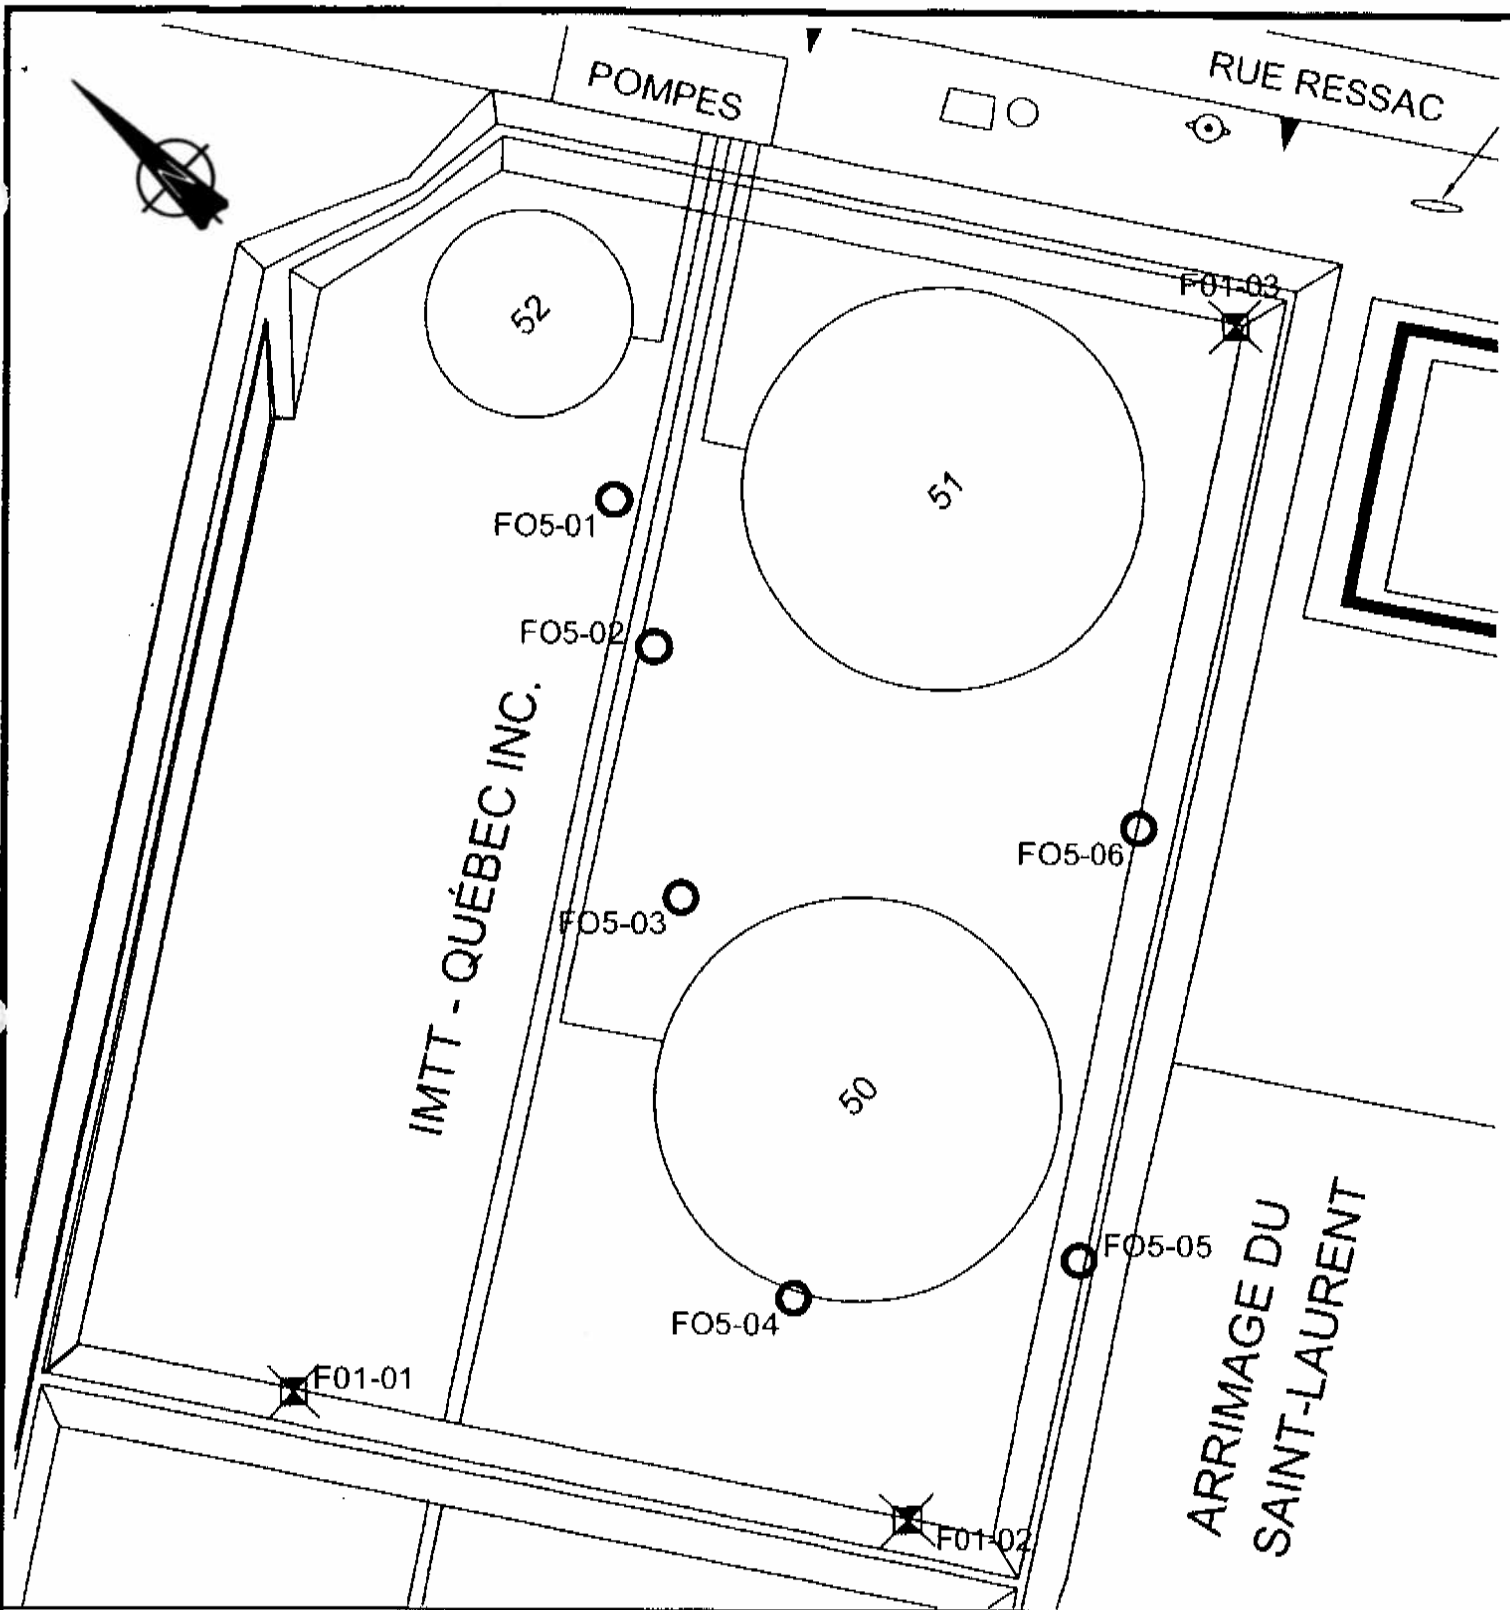 POMPES
RUE RESSAC
N
F01-03
52
51
FO5-01
FO5-02
IMTT - QUÉBEC INC.
FO5-06
FO5-03
50
FO5-05
FO5-04
ARRIMAGE DU
SAINT-LAURENT
F01-01
F01-02